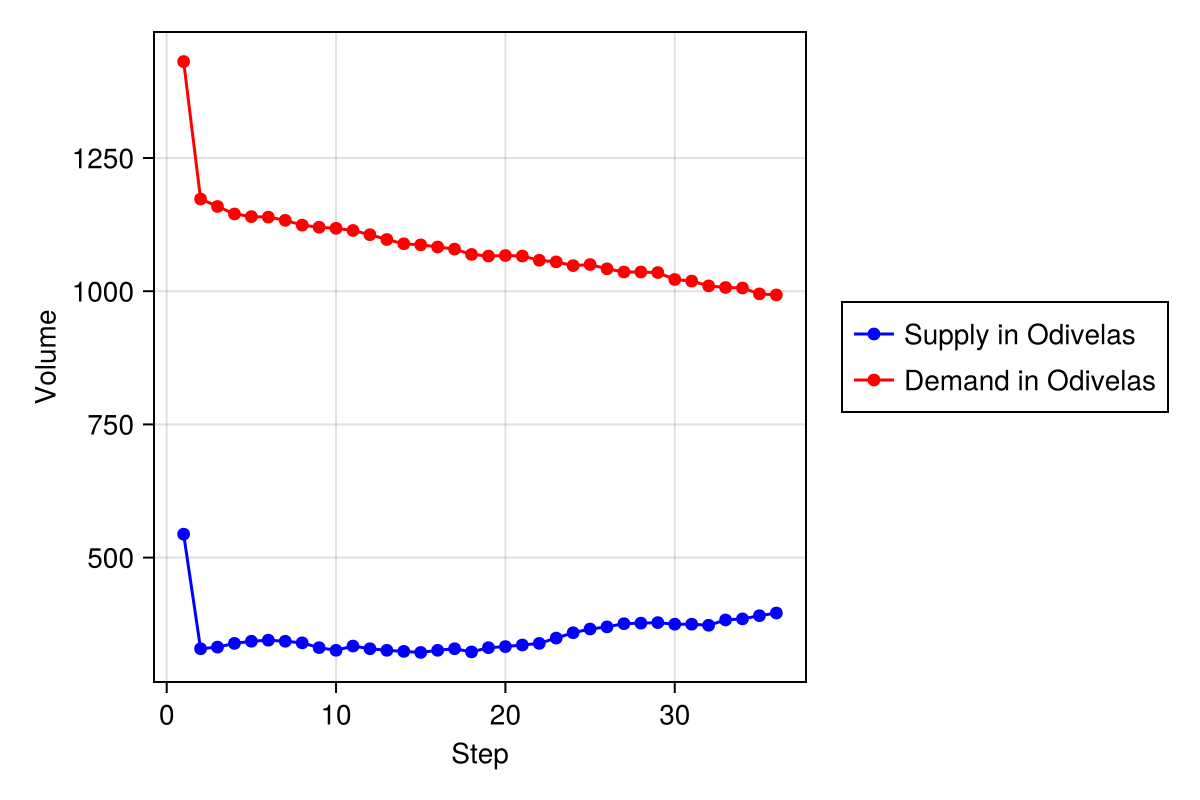 1250
1000
750
500
Volume
0 10 20 30
Step
Supply in Odivelas
Demand in Odivelas